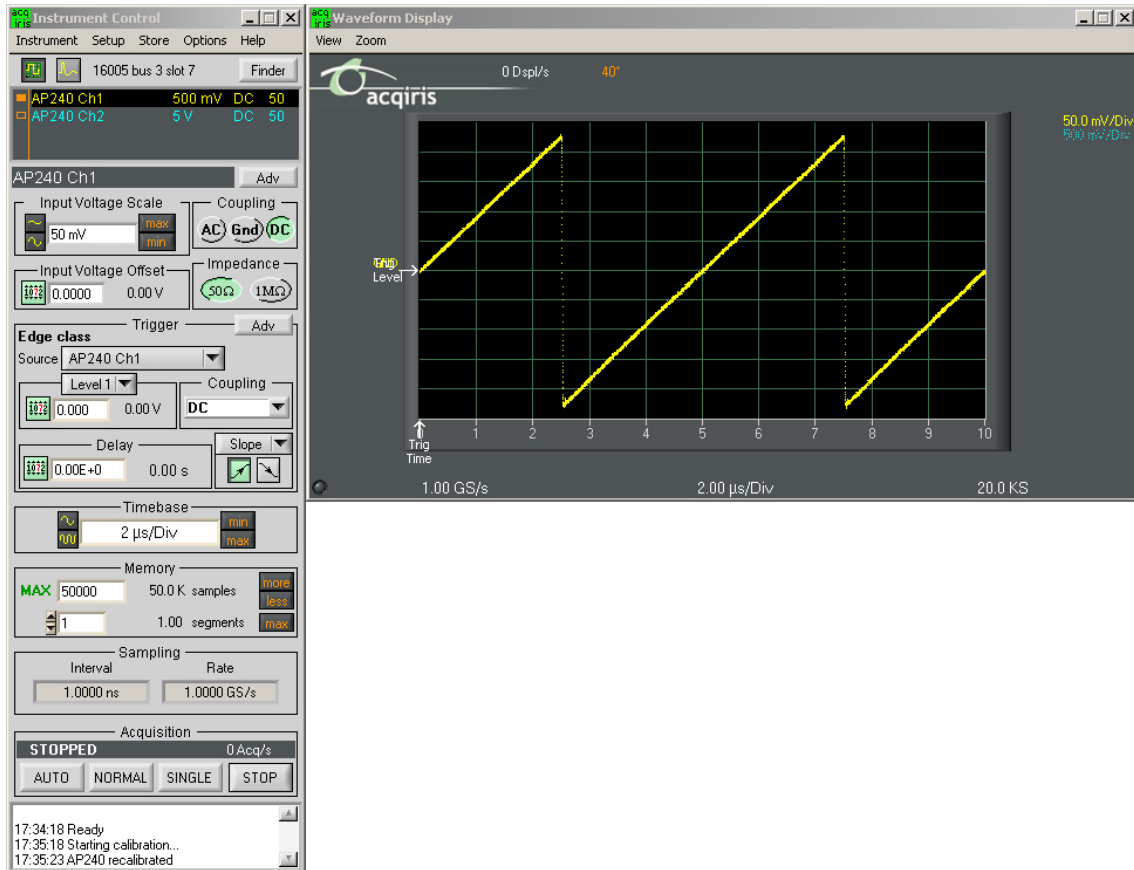 acq iris Instrument Control
Instrument Setup Store Options Help
16005 bus 3 slot 7 Finder
AP240 Ch1 500 mV DC 50
AP240 Ch2 5 V DC 50
AP240 Ch1 Adv
Input Voltage Scale
50 mV
max
min
Coupling
AC Gnd DC
Input Voltage Offset
0.0000 0.00 V
Impedance
50Ω 1MΩ
Trigger Adv
Edge class
Source AP240 Ch1
Level 1
0.000 0.00 V
Coupling
DC
Delay
0.00E+0 0.00 s
Slope
Timebase
2 µs/Div
min
max
Memory
MAX 50000 50.0 K samples
more
less
1 1.00 segments max
Sampling
Interval Rate
1.0000 ns 1.0000 GS/s
Acquisition
STOPPED 0 Acq/s
AUTO NORMAL SINGLE STOP
17:34:18 Ready
17:35:18 Starting calibration...
17:35:23 AP240 recalibrated
acq iris Waveform Display
View Zoom
0 Dspl/s 40°
acqiris
50.0 mV/Div
500 mV/Div
Level
1 2 3 4 5 6 7 8 9 10
Trig
Time
1.00 GS/s 2.00 µs/Div 20.0 KS